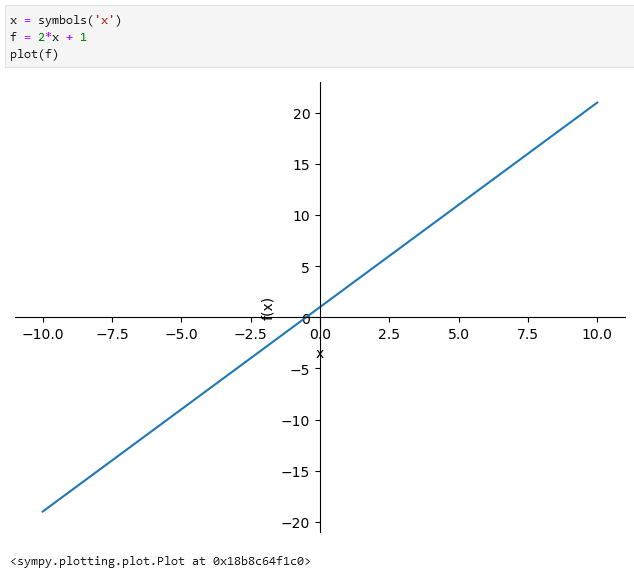 x = symbols('x')
f = 2*x + 1
plot(f)
20
15
10
5
f(x)
0
−10.0 −7.5 −5.0 −2.5 0.0 2.5 5.0 7.5 10.0
x
−5
−10
−15
−20
<sympy.plotting.plot.Plot at 0x18b8c64f1c0>